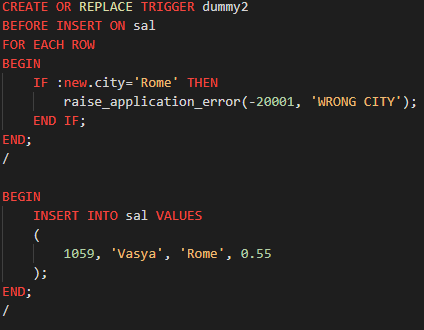 CREATE OR REPLACE TRIGGER dummy2
BEFORE INSERT ON sal
FOR EACH ROW
BEGIN
    IF :new.city='Rome' THEN
        raise_application_error(-20001, 'WRONG CITY');
    END IF;
END;
/

BEGIN
    INSERT INTO sal VALUES
    (
        1059, 'Vasya', 'Rome', 0.55
    );
END;
/